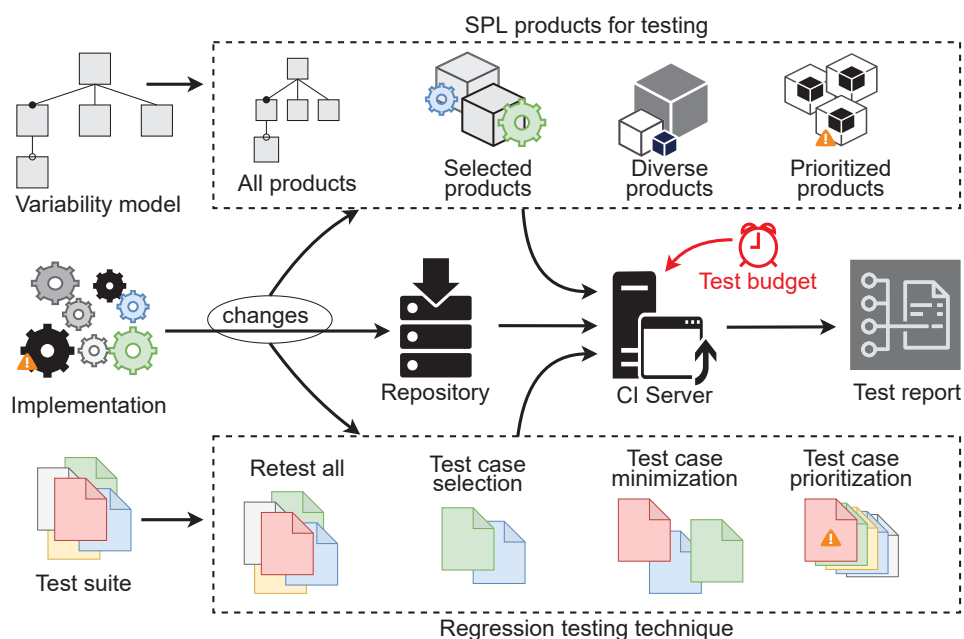 SPL products for testing
All products
Selected
products
Diverse
products
Prioritized
products
Variability model
changes
Test budget
Implementation
Repository
CI Server
Test report
Retest all
Test case
selection
Test case
minimization
Test case
prioritization
Test suite
Regression testing technique